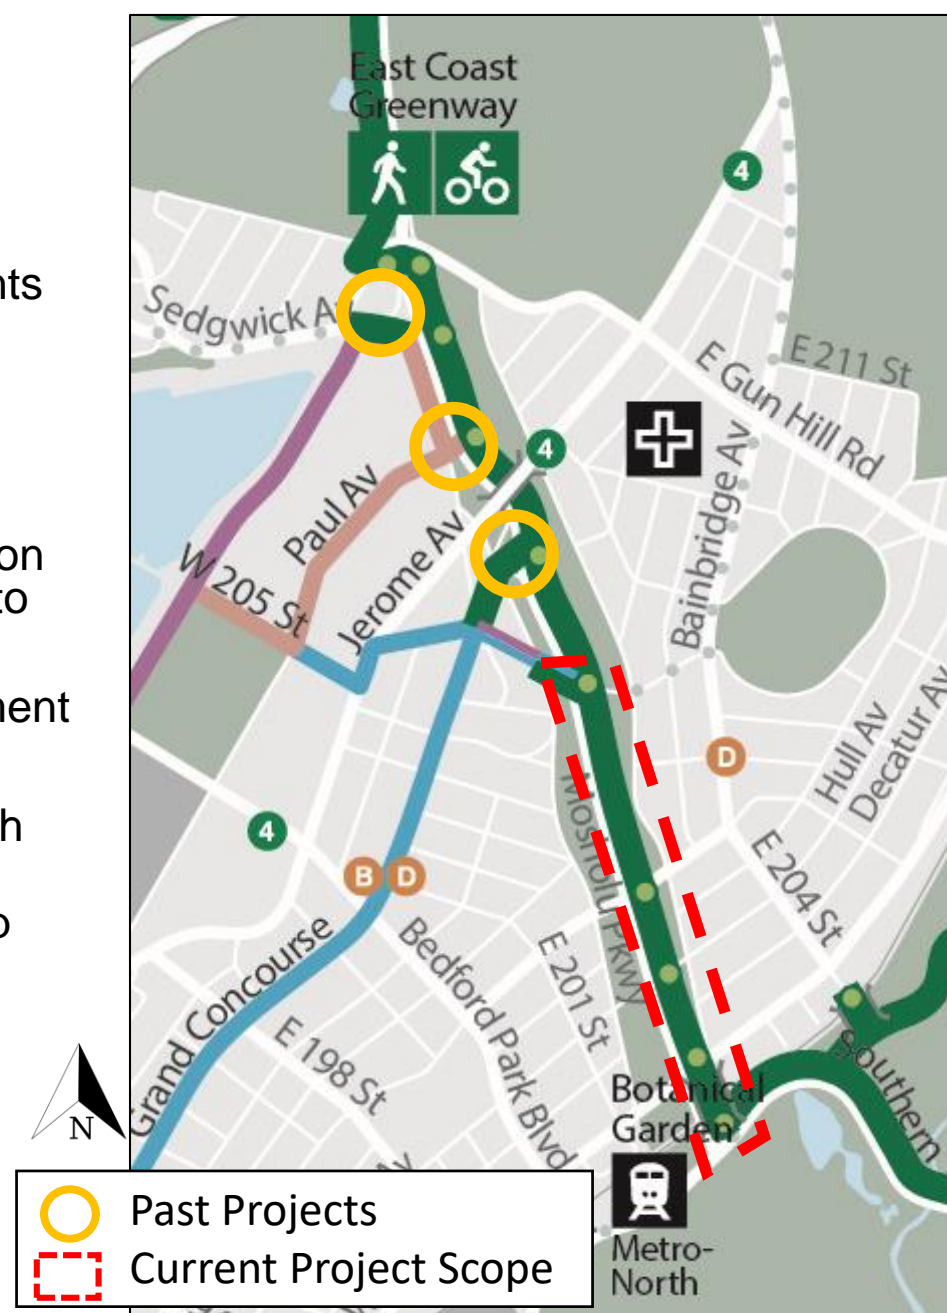 East Coast
Greenway
4
nts
Sedgwick Av
E 211 St
E Gun Hill Rd
4
Bainbridge Av
Paul Av
Jerome Av
on
to
W 205 St
ment
Hull Av
Decatur Av
D
Mosholu Pkwy
4
h
B D
E 204 St
o
Grand Concourse
Bedford Park Blvd
E 201 St
E 198 St
Southern
Botanical
Garden
N
Metro-
North
Past Projects
Current Project Scope